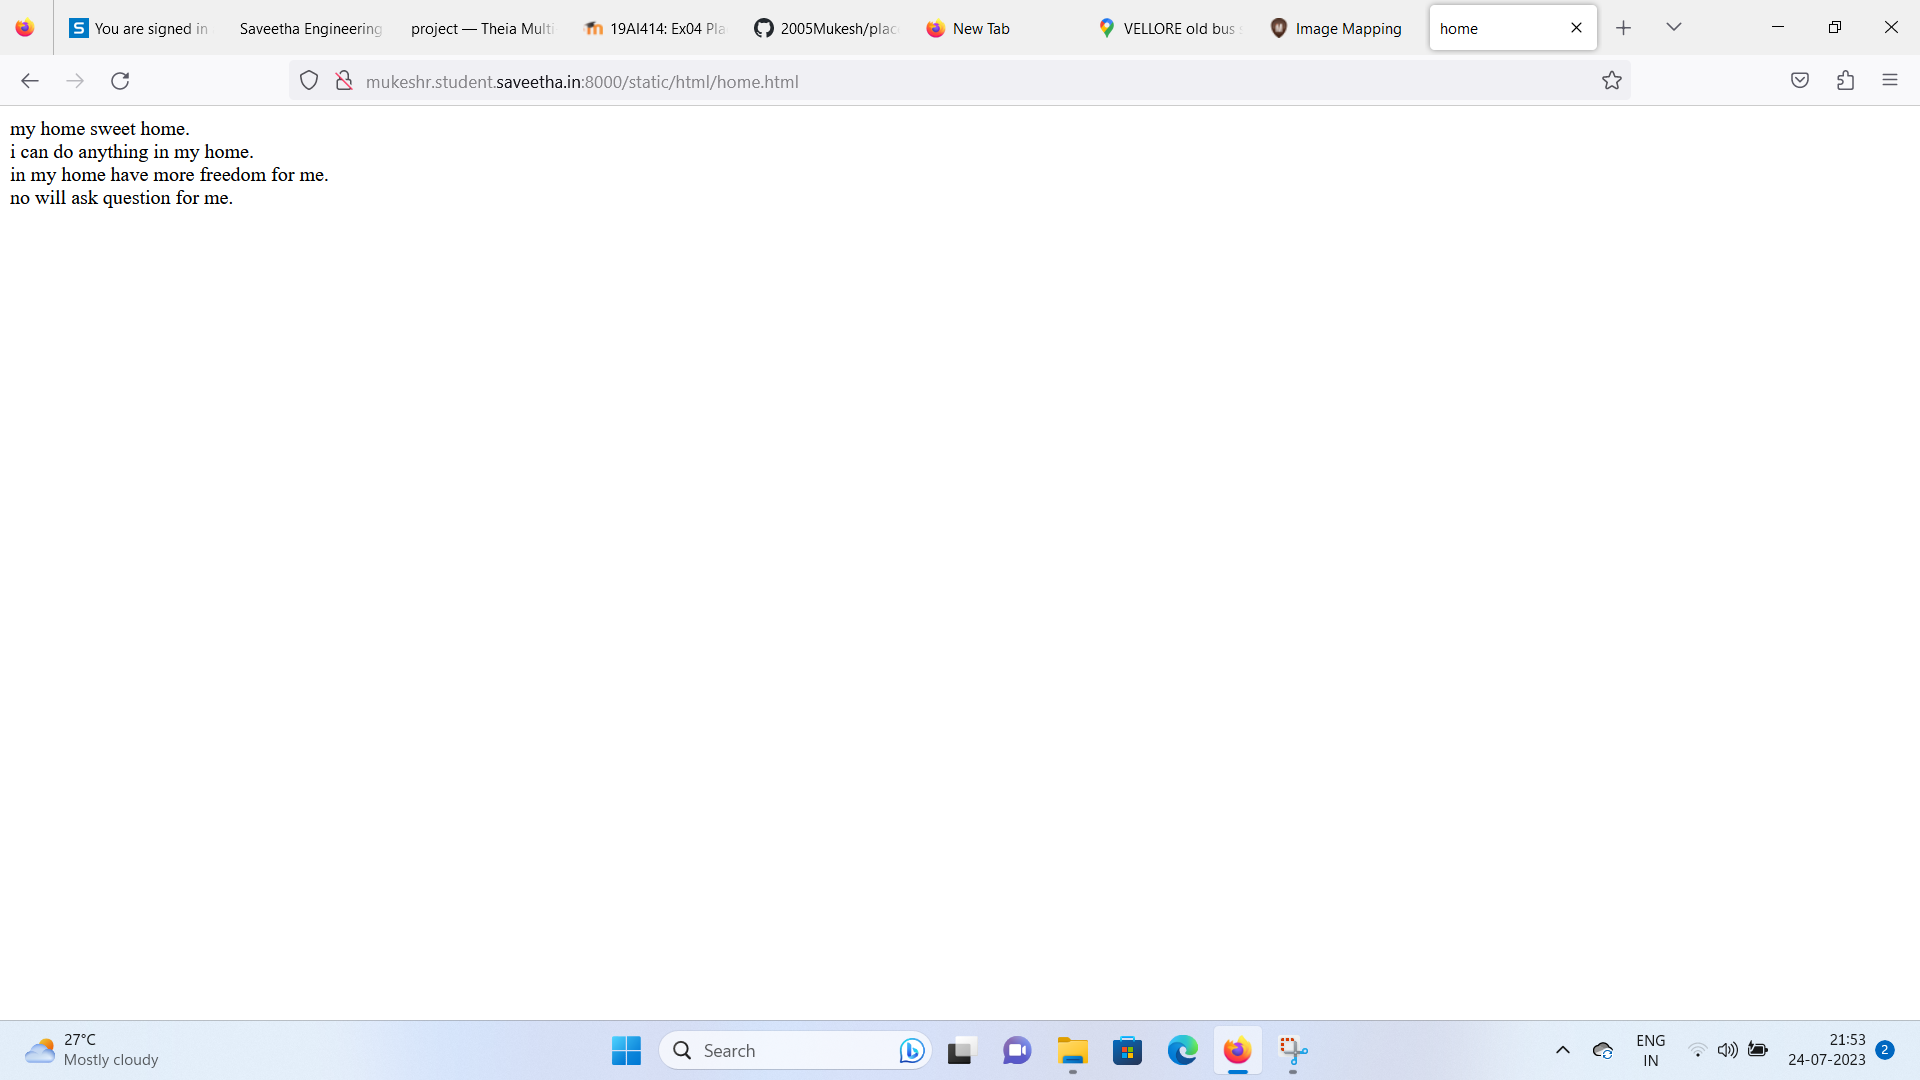 You are signed in
Saveetha Engineering
project — Theia Multi
19AI414: Ex04 Pla
2005Mukesh/plac
New Tab
VELLORE old bus
Image Mapping
home
mukeshr.student.saveetha.in:8000/static/html/home.html
my home sweet home.
i can do anything in my home.
in my home have more freedom for me.
no will ask question for me.
27°C
Mostly cloudy
Search
ENG
IN
21:53
24-07-2023
2